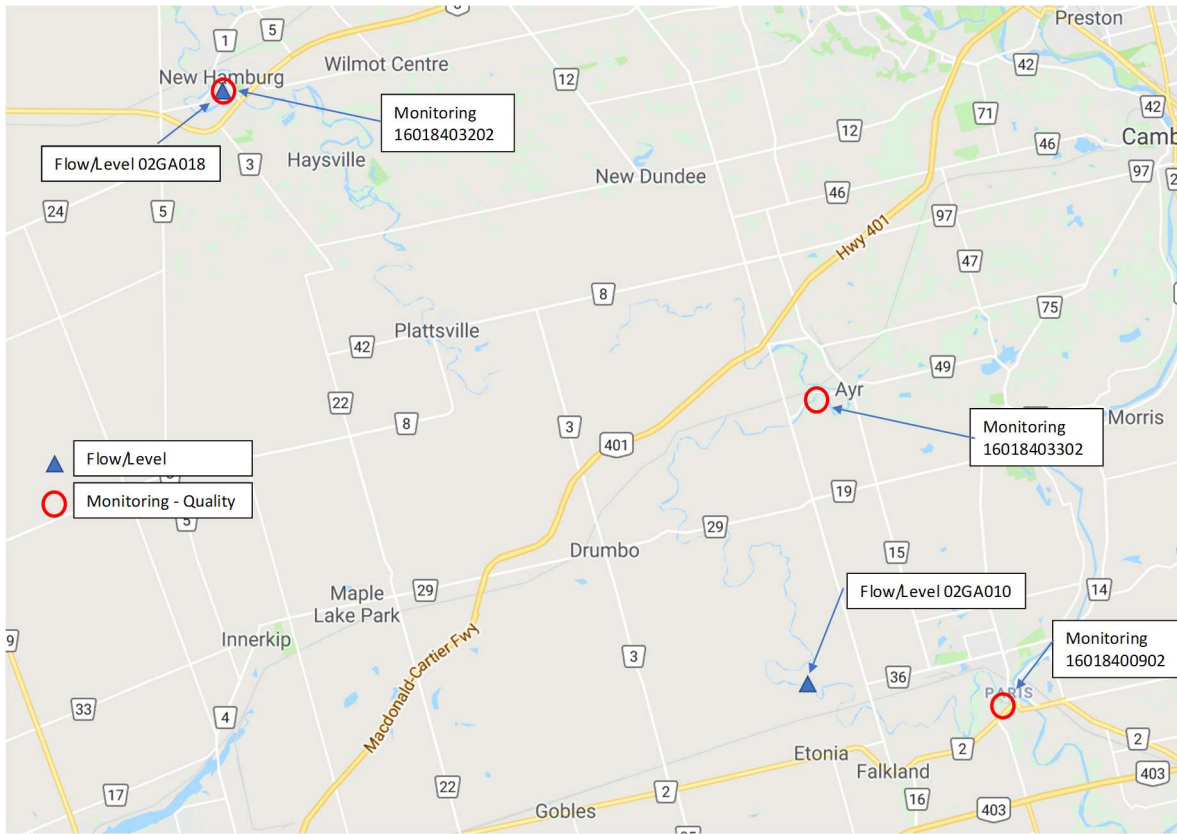 Preston
1
5
8
42
New Hamburg
Wilmot Centre
12
42
Monitoring
16018403202
71
12
46
Camb
Flow/Level 02GA018
3
Haysville
New Dundee
97
46
24
5
97
Hwy 401
47
8
75
Plattsville
42
49
Ayr
22
8
3
Monitoring
16018403302
Morris
401
Flow/Level
Monitoring - Quality
5
19
29
Drumbo
15
Flow/Level 02GA010
14
Maple
Lake Park
29
Innerkip
Macdonald-Cartier Fwy
Monitoring
16018400902
9
3
36
PARIS
33
4
2
2
Etonia
Falkland
403
17
22
2
16
403
Gobles